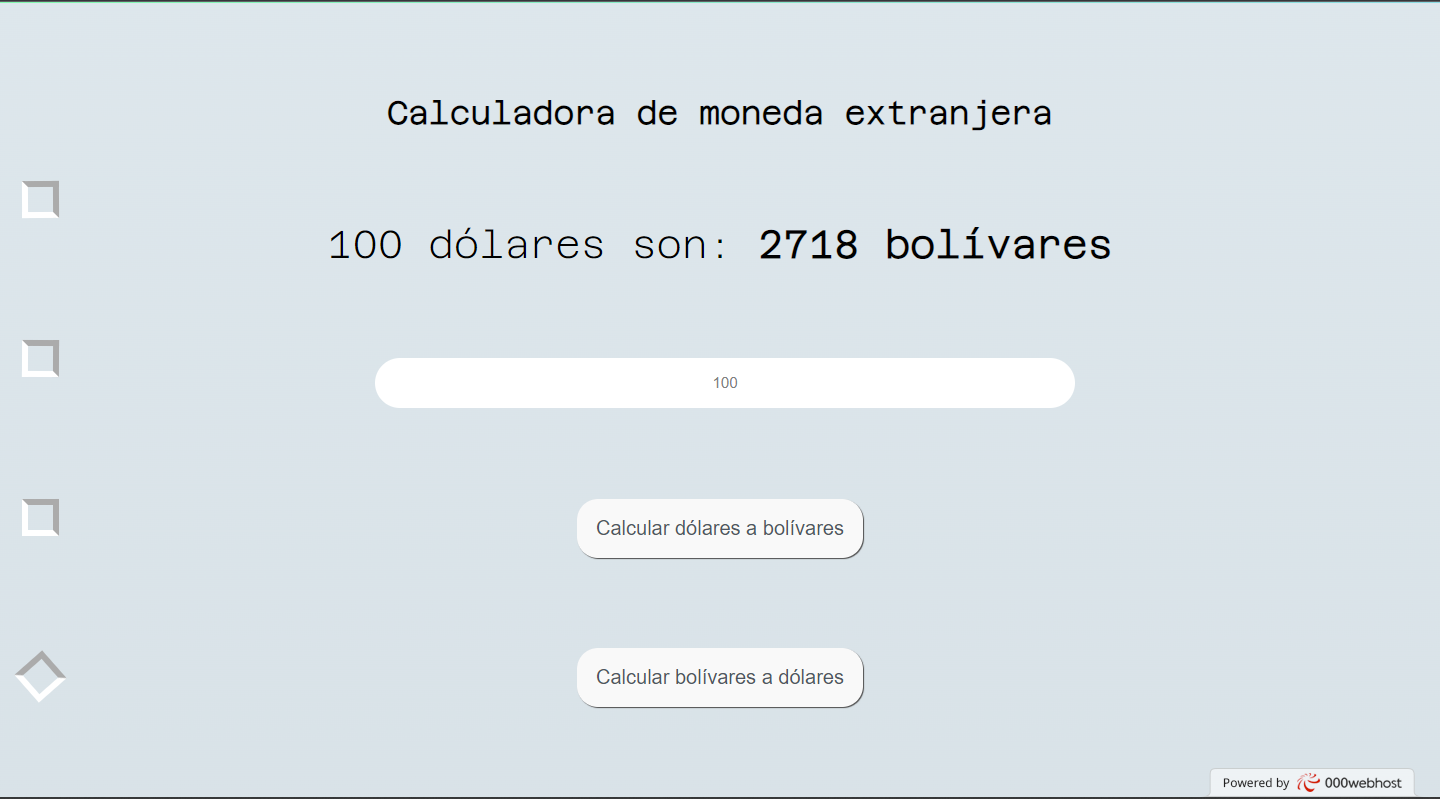 Calculadora de moneda extranjera
100 dólares son: 2718 bolívares
100
Calcular dólares a bolívares
Calcular bolívares a dólares
Powered by 000webhost